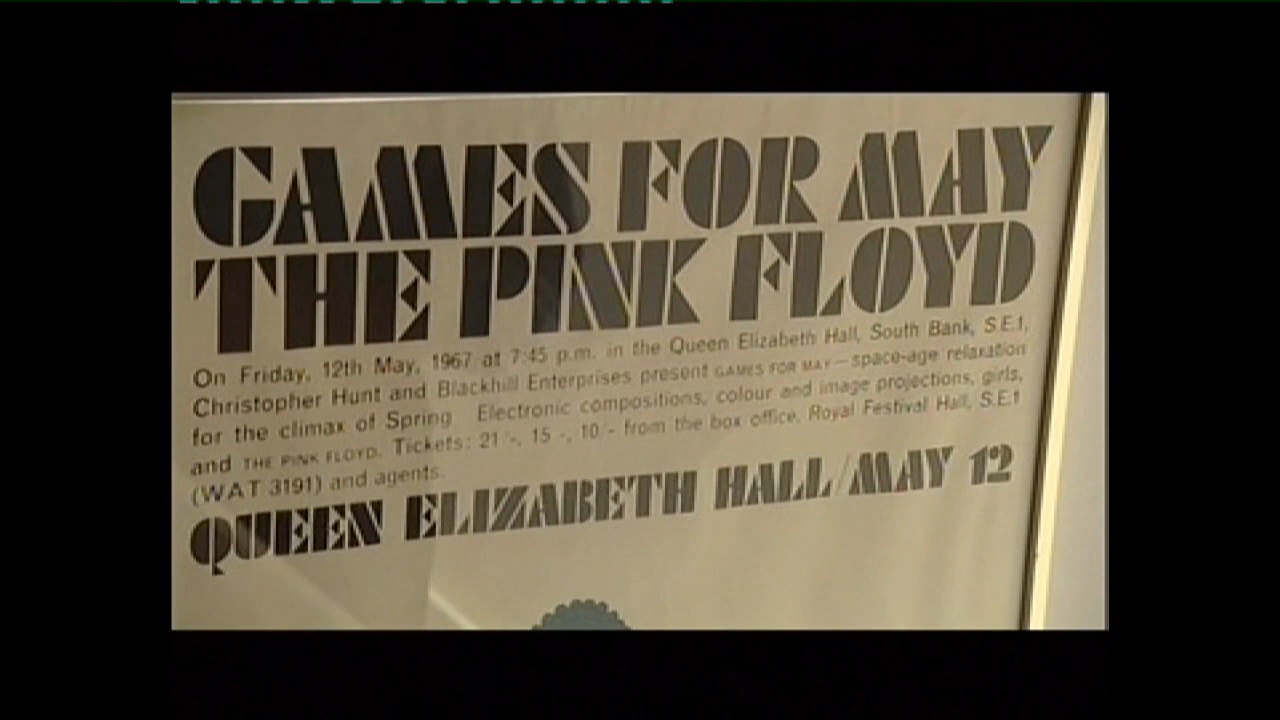 GAMES FOR MAY
THE PINK FLOYD
On Friday, 12th May, 1967 at 7:45 p.m. in the Queen Elizabeth Hall, South Bank, S.E.1,
Christopher Hunt and Blackhill Enterprises present GAMES FOR MAY – space-age relaxation
for the climax of Spring Electronic compositions, colour and image projections, girls,
and THE PINK FLOYD. Tickets: 21/-, 15/-, 10/- from the box office, Royal Festival Hall, S.E.1
(WAT 3191) and agents.
QUEEN ELIZABETH HALL/MAY 12